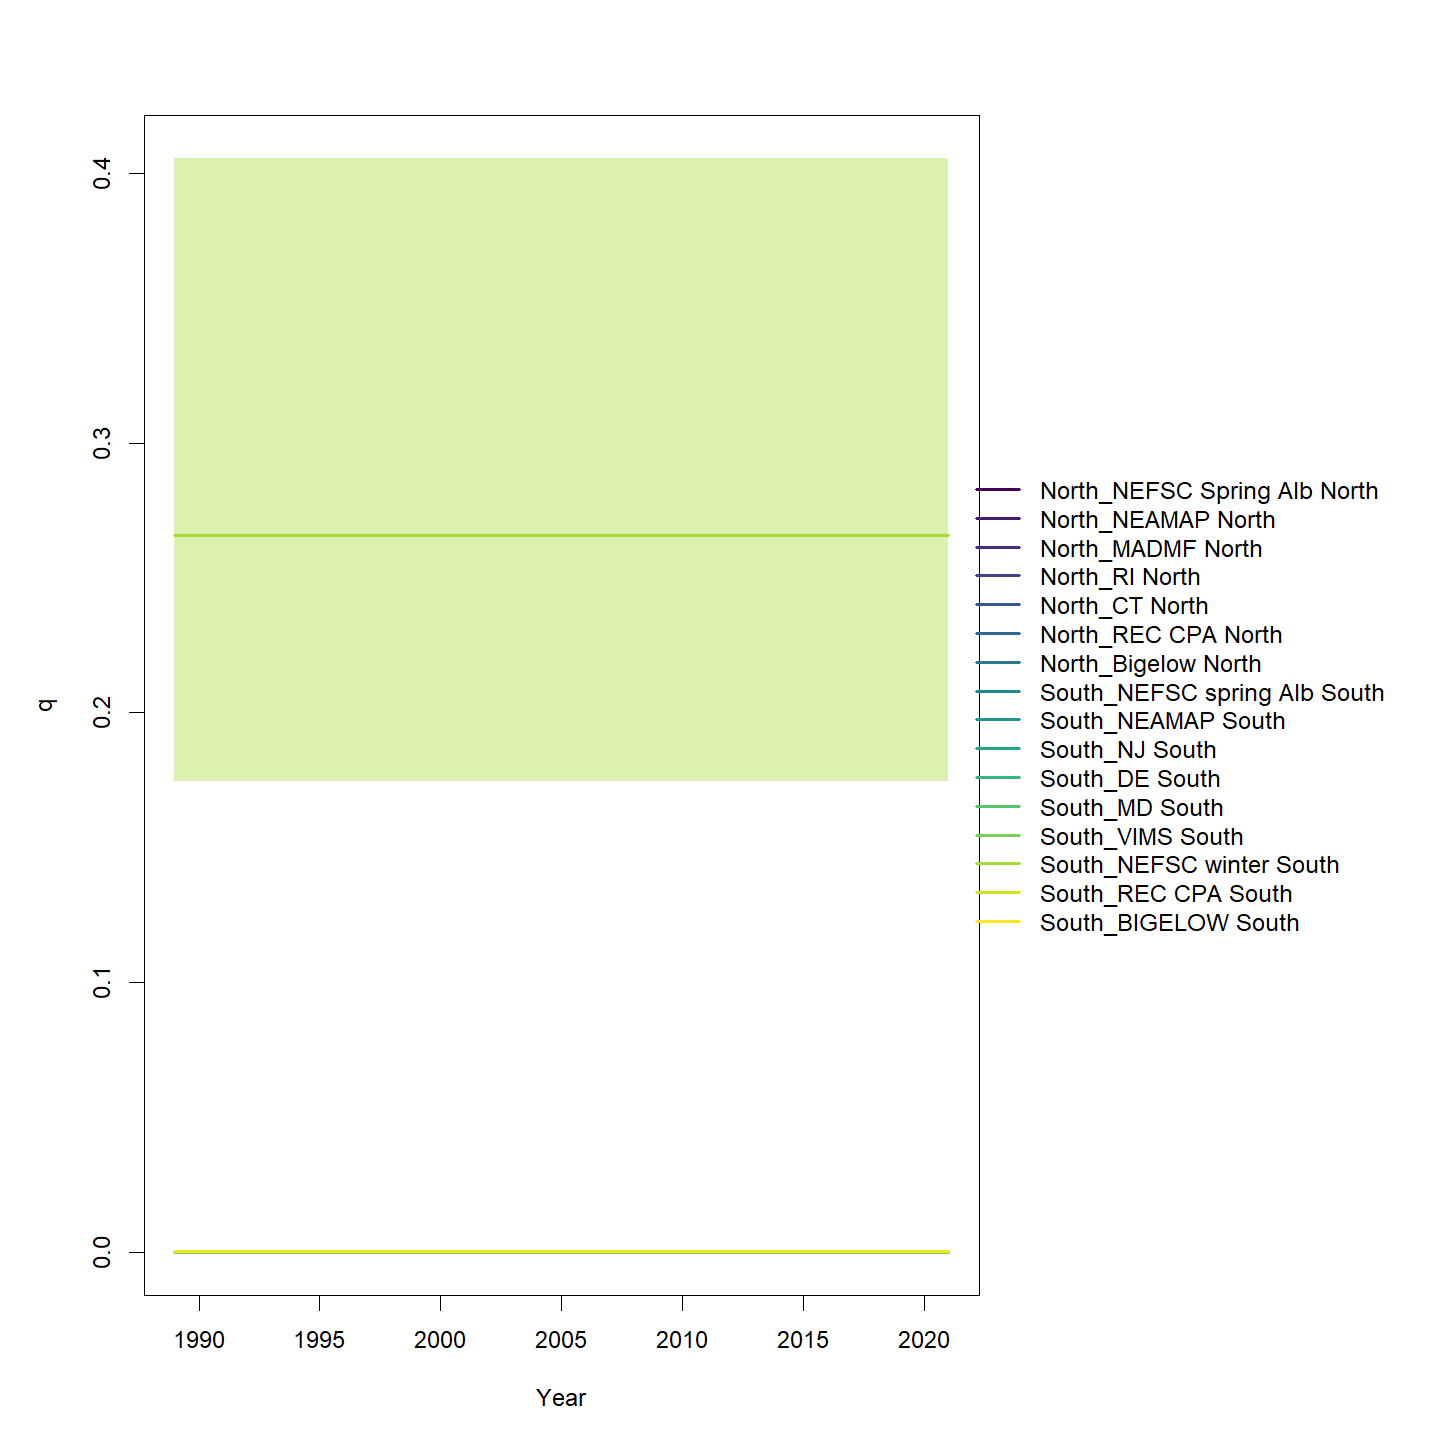 0.4
0.3
0.2
0.1
0.0
q
1990 1995 2000 2005 2010 2015 2020
Year
North_NEFSC Spring Alb North
North_NEAMAP North
North_MADMF North
North_RI North
North_CT North
North_REC CPA North
North_Bigelow North
South_NEFSC spring Alb South
South_NEAMAP South
South_NJ South
South_DE South
South_MD South
South_VIMS South
South_NEFSC winter South
South_REC CPA South
South_BIGELOW South